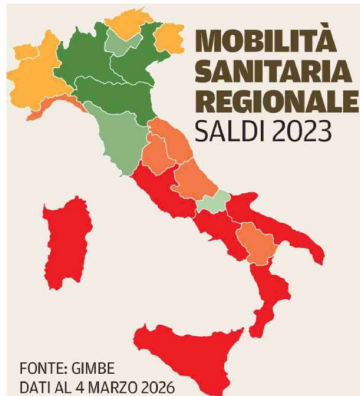 MOBILITÀ
SANITARIA
REGIONALE
SALDI 2023
FONTE: GIMBE
DATI AL 4 MARZO 2026